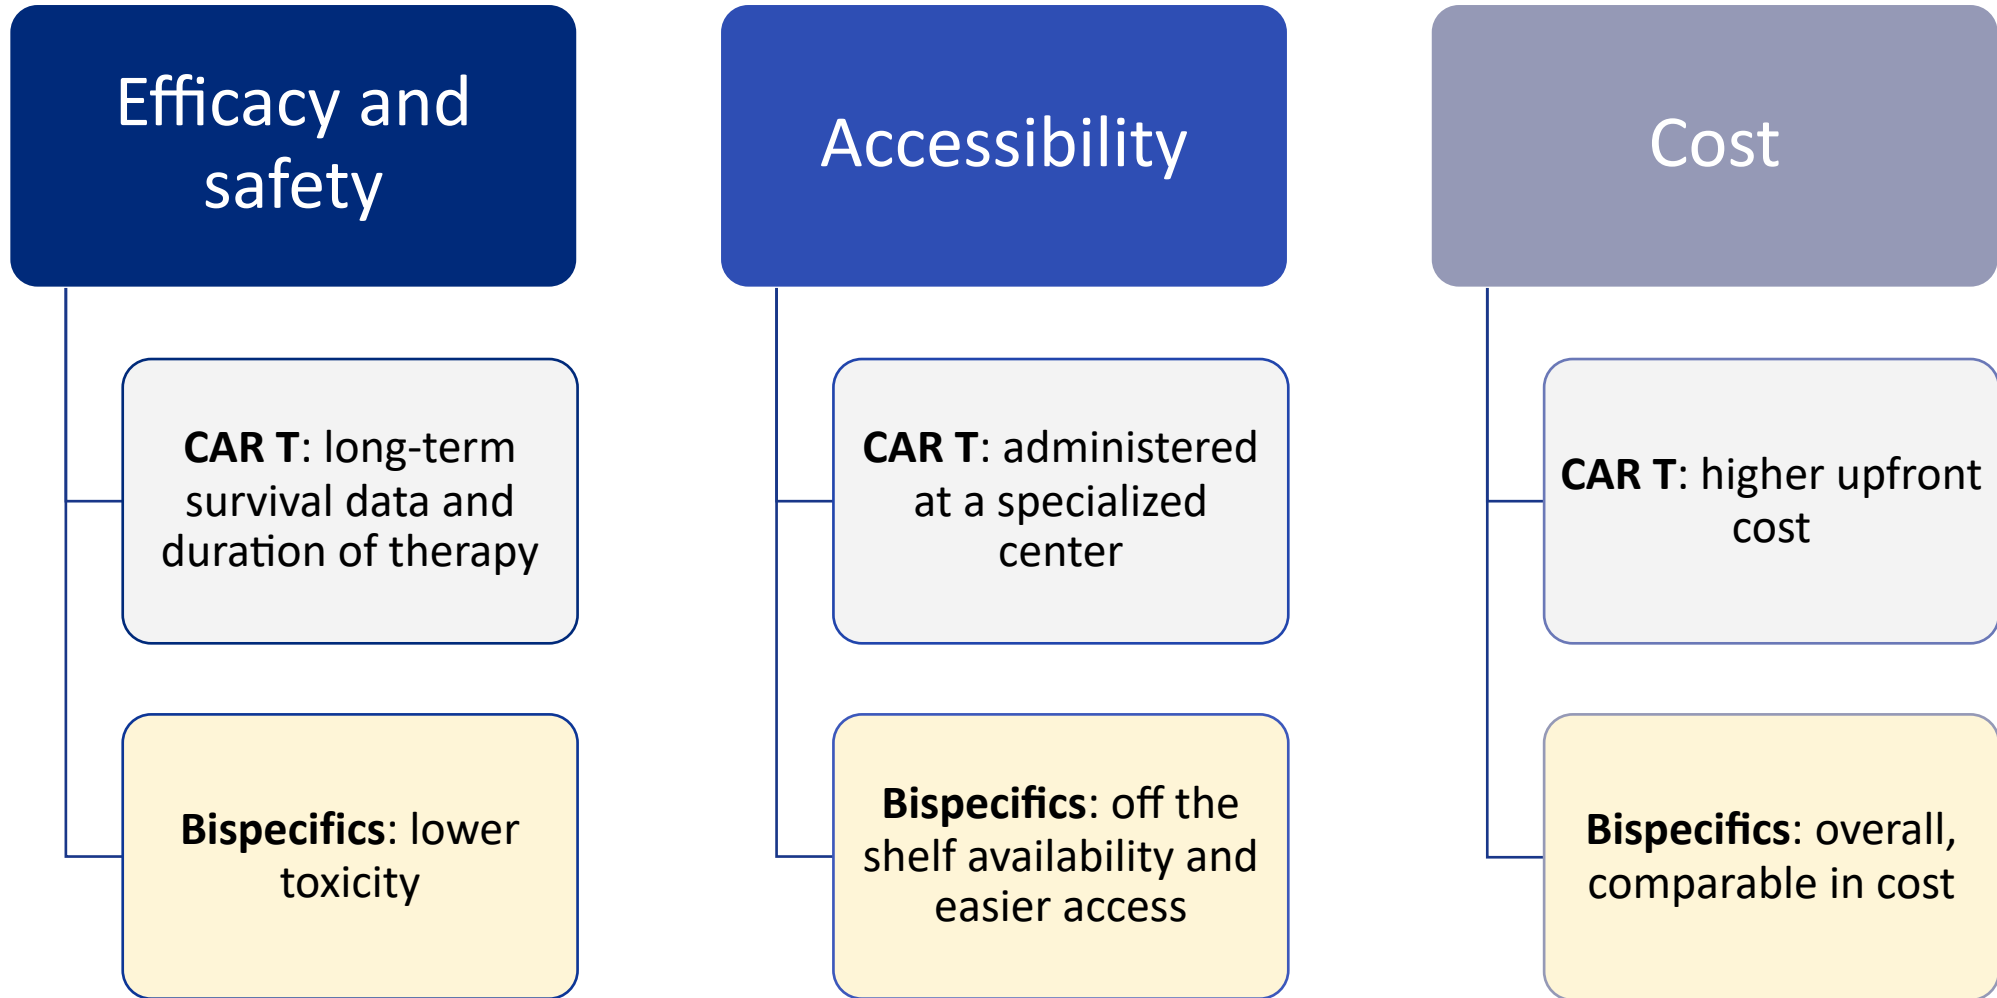 Efficacy and
safety
CAR T: long-term
survival data and
duration of therapy
Bispecifics: lower
toxicity
Accessibility
CAR T: administered
at a specialized
center
Bispecifics: off the
shelf availability and
easier access
Cost
CAR T: higher upfront
cost
Bispecifics: overall,
comparable in cost